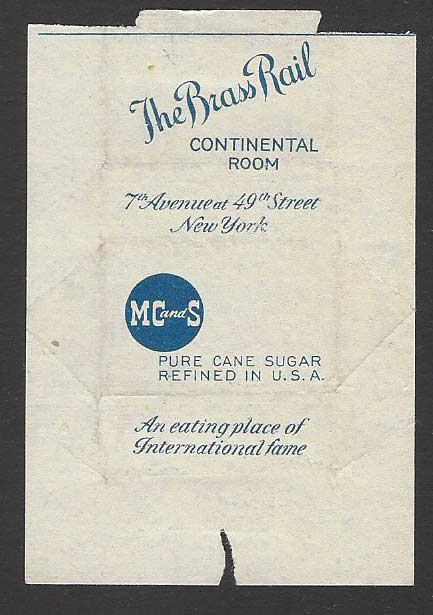 The Brass Rail
CONTINENTAL
ROOM
7th Avenue at 49th Street
New York
MC and S
PURE CANE SUGAR
REFINED IN U.S.A.
An eating place of
International fame